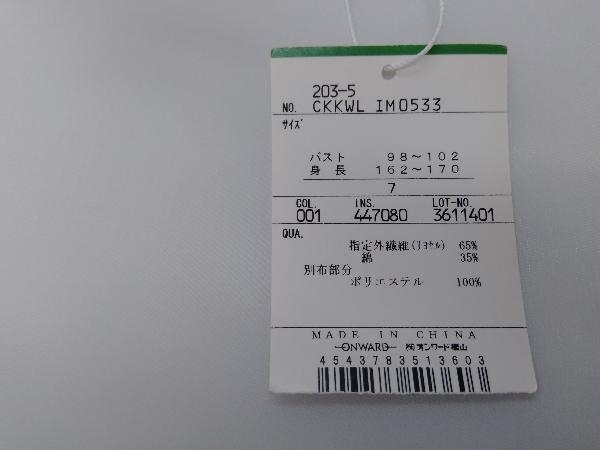 203-5
NO. CKKWL IM0533
サイズ
バスト 98～102
身長 162～170
7
COL. INS. LOT-NO.
001 447080 3611401
QUA.
指定外繊維(リヨセル) 65%
綿 35%
別布部分
ポリエステル 100%
MADE IN CHINA
ONWARD ㈱オンワード樫山
4543783513603